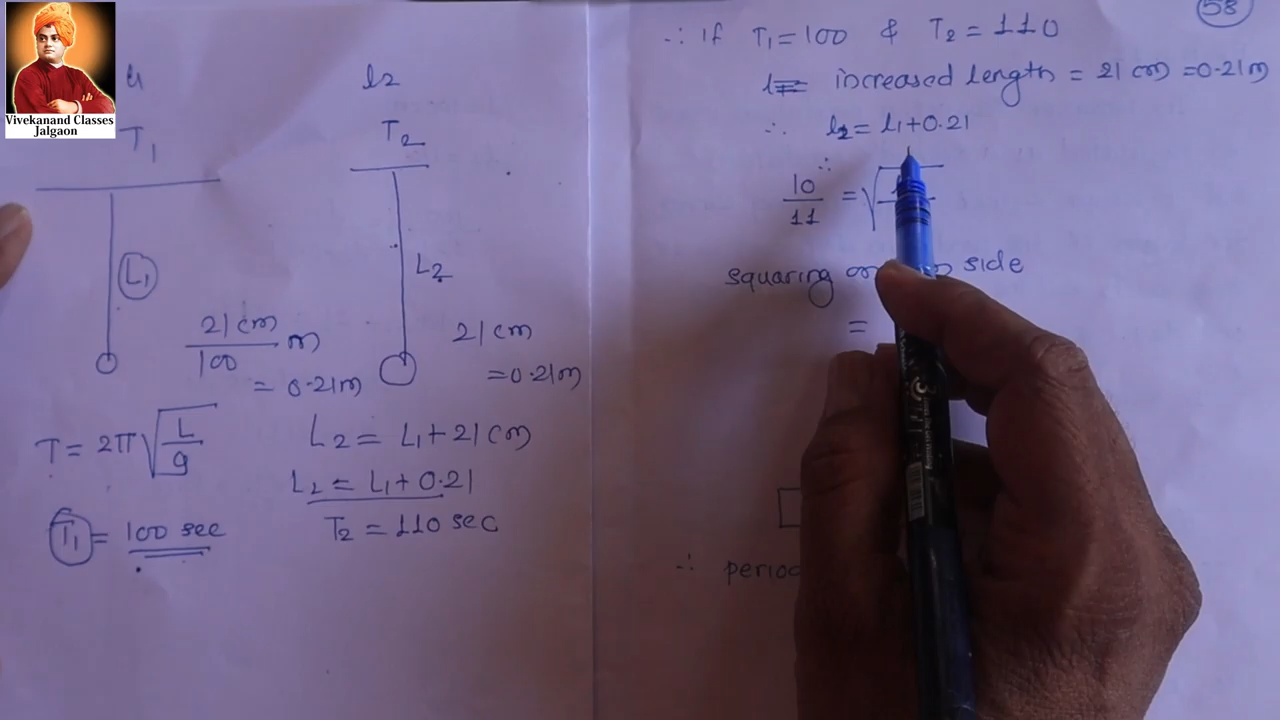 Vivekanand Classes
Jalgaon
T1
L1
21 cm
100
m
= 0.21m
T = 2π√L/g
T1 = 100 sec
l2
T2
L2
21 cm
= 0.21m
L2 = L1 + 21 cm
L2 = L1 + 0.21
T2 = 110 sec
58
∴ If T1 = 100 & T2 = 110
increased length = 21 cm = 0.21m
∴ l2 = l1 + 0.21
∴
10
11
= √
squaring side
=
∴